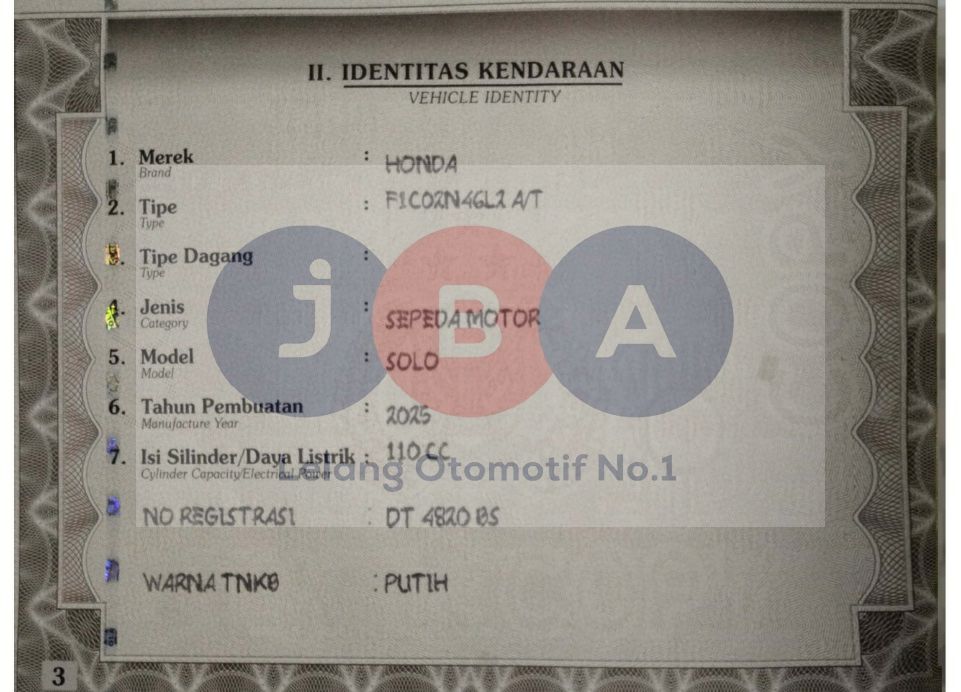 II. IDENTITAS KENDARAAN
VEHICLE IDENTITY
1. Merek : HONDA
Brand
2. Tipe : F1C02N46L2 A/T
Type
Tipe Dagang :
Type
4. Jenis : SEPEDA MOTOR
Category
5. Model : SOLO
Model
6. Tahun Pembuatan : 2025
Manufacture Year
7. Isi Silinder/Daya Listrik : 110 CC
Cylinder Capacity/Electrical Power
NO REGISTRASI : DT 4820 BS
WARNA TNKB : PUTIH
3
JBA
Lelang Otomotif No.1